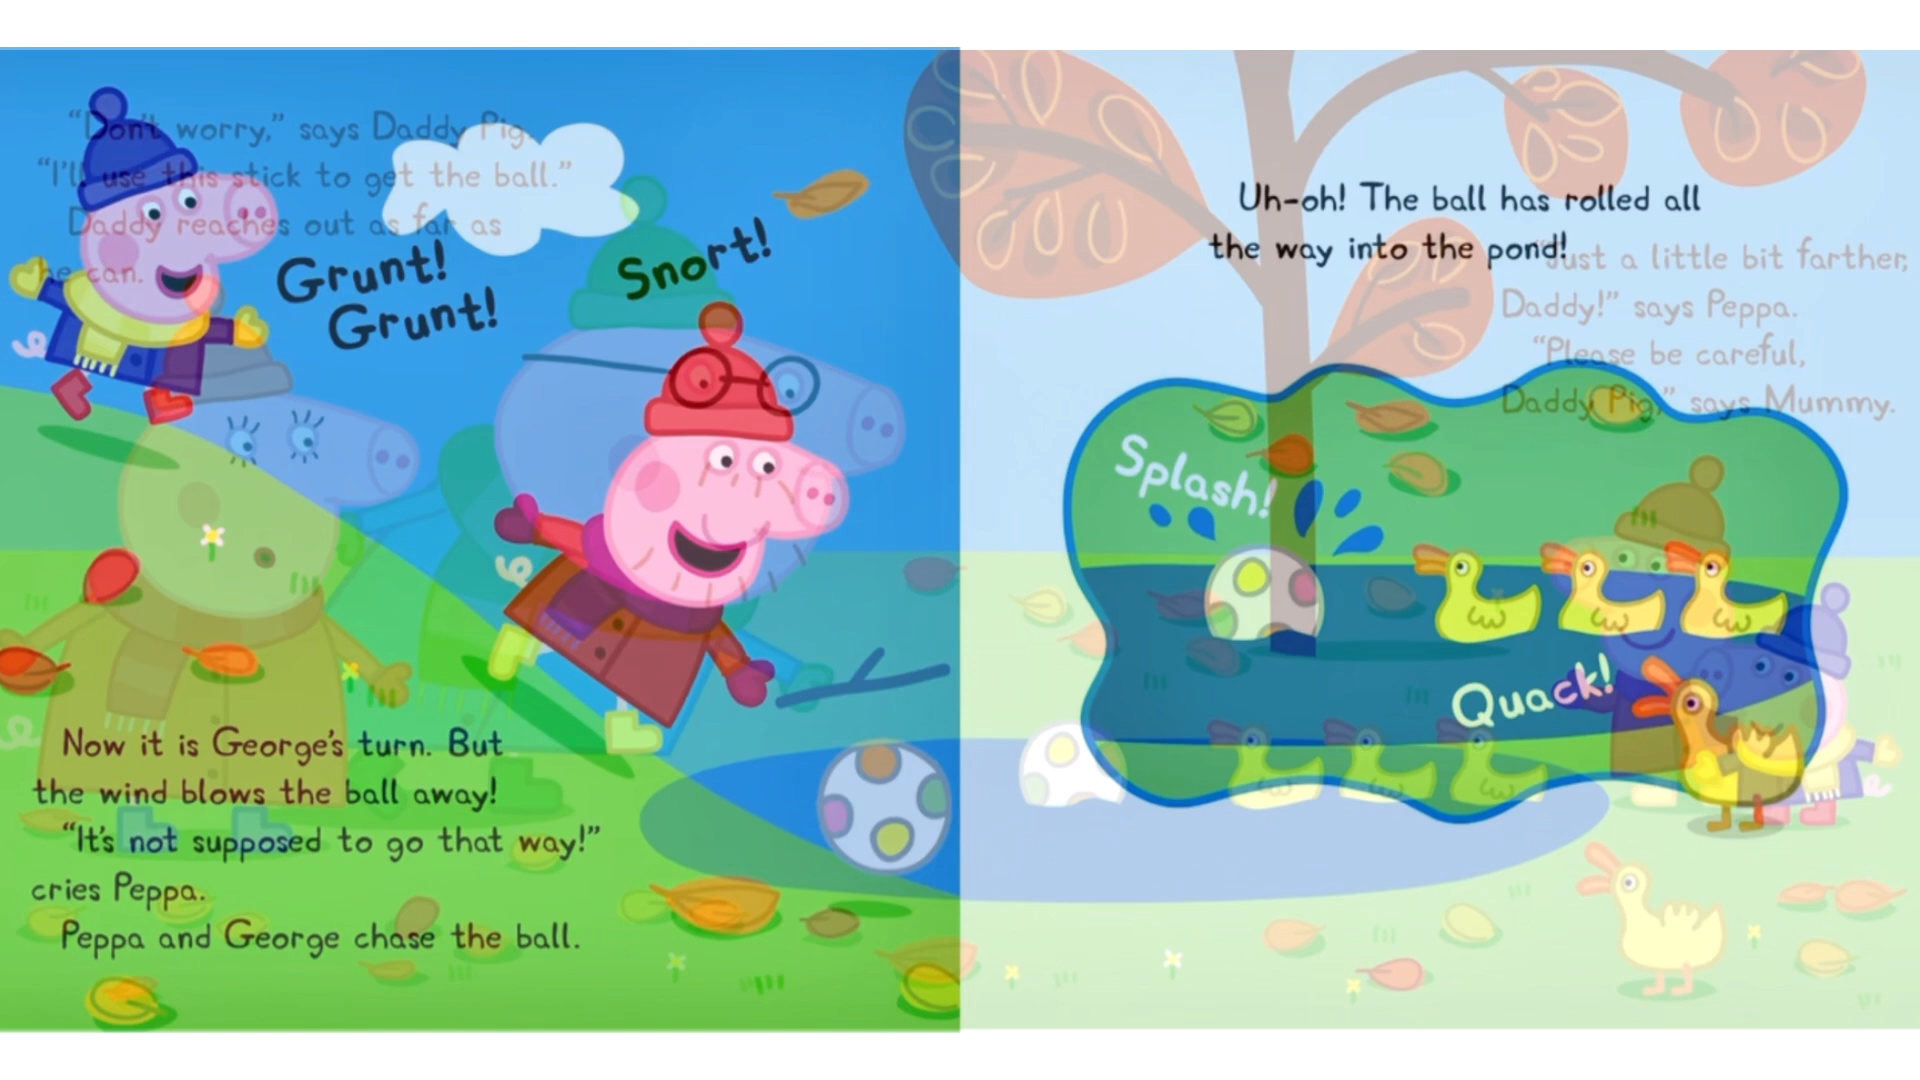 “Don't worry,” says Daddy Pig.
“I'll use this stick to get the ball.”
Daddy reaches out as far as
he can.
Grunt!
Grunt!
Snort!
Now it is George's turn. But
the wind blows the ball away!
“It's not supposed to go that way!”
cries Peppa.
Peppa and George chase the ball.
Uh-oh! The ball has rolled all
the way into the pond!
“Just a little bit farther,
Daddy!” says Peppa.
“Please be careful,
Daddy Pig,” says Mummy.
Splash!
Quack!